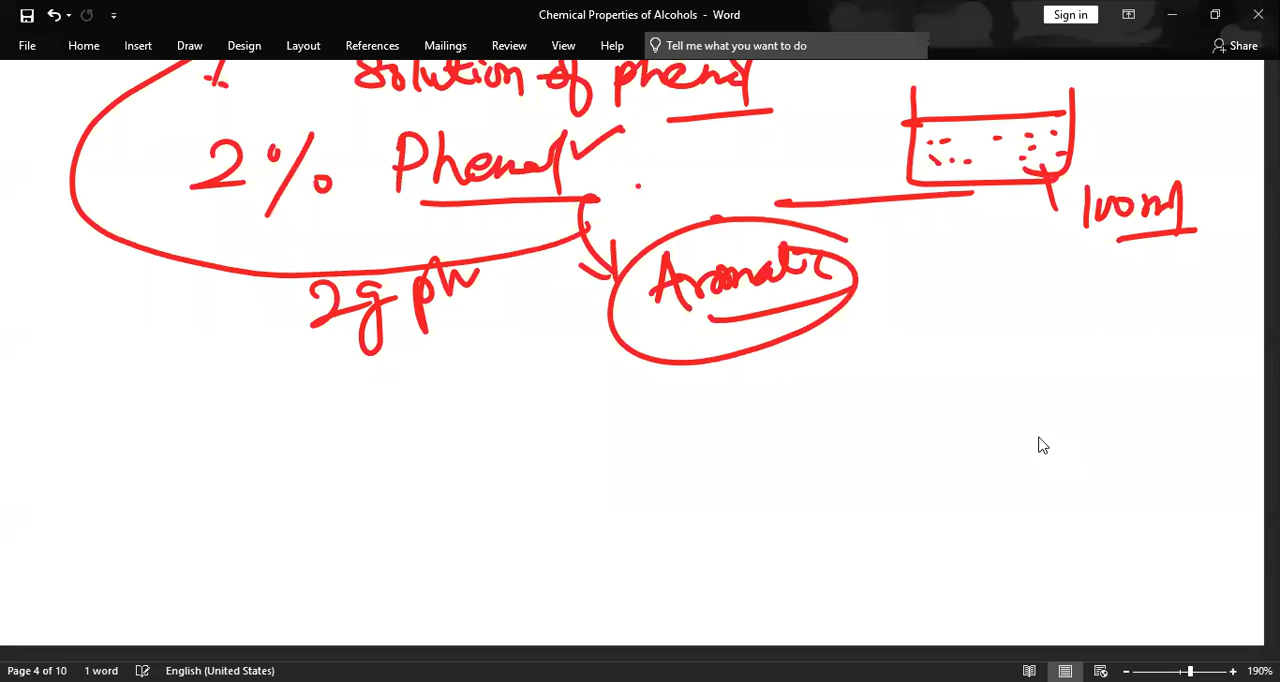 Chemical Properties of Alcohols - Word
Sign in
File Home Insert Draw Design Layout References Mailings Review View Help Tell me what you want to do Share
Solution of phenol
2% Phenol
100 ml
Aromatic
2g ph
Page 4 of 10 1 word English (United States) 190%